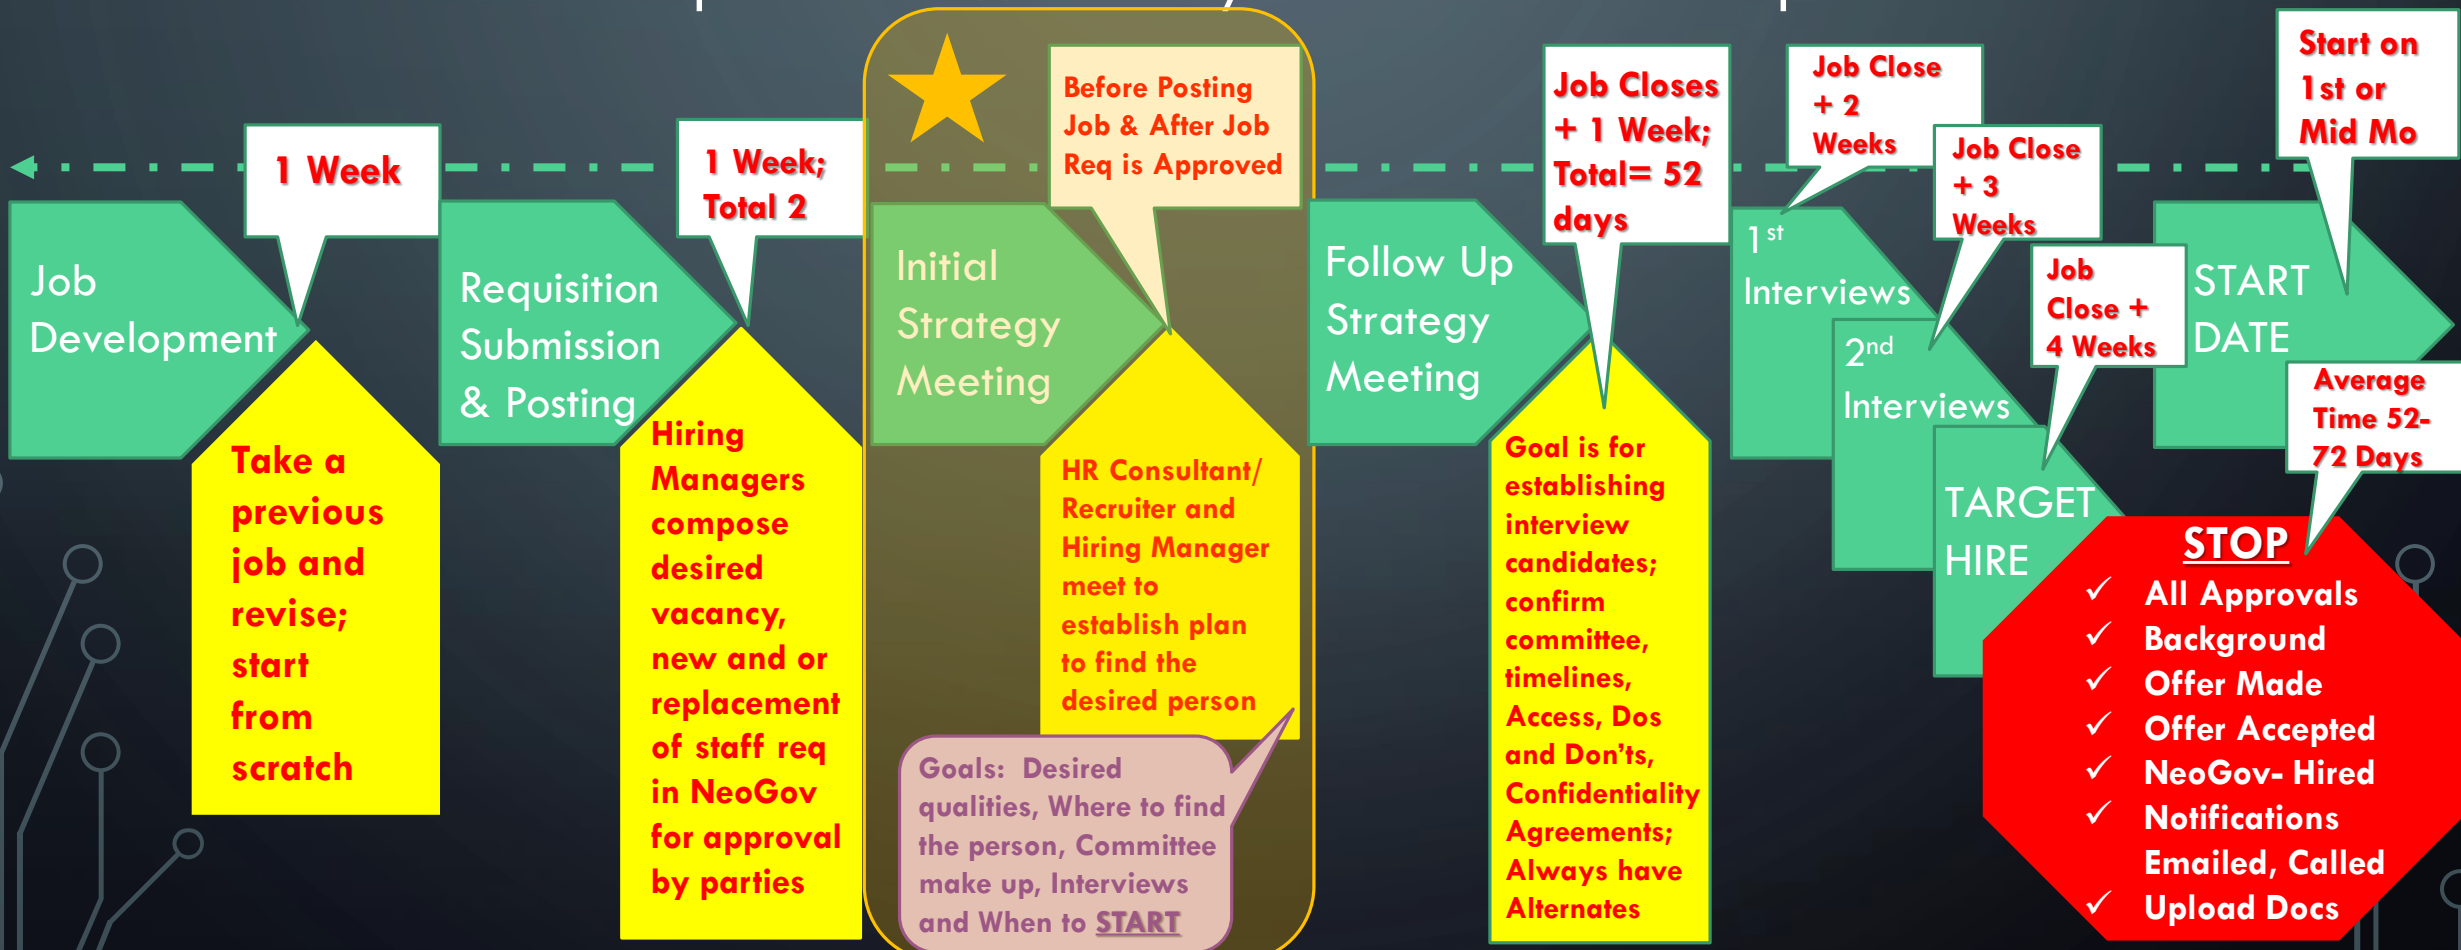 Job
Development
1 Week
Take a
previous
job and
revise;
start
from
scratch
Requisition
Submission
& Posting
1 Week;
Total 2
Hiring
Managers
compose
desired
vacancy,
new and or
replacement
of staff req
in NeoGov
for approval
by parties
Initial
Strategy
Meeting
Before Posting
Job & After Job
Req is Approved
HR Consultant/
Recruiter and
Hiring Manager
meet to
establish plan
to find the
desired person
Goals: Desired
qualities, Where to find
the person, Committee
make up, Interviews
and When to START
Follow Up
Strategy
Meeting
Job Closes
+ 1 Week;
Total= 52
days
Goal is for
establishing
interview
candidates;
confirm
committee,
timelines,
Access, Dos
and Don'ts,
Confidentiality
Agreements;
Always have
Alternates
1st
Interviews
Job Close
+ 2
Weeks
2nd
Interviews
Job Close
+ 3
Weeks
TARGET
HIRE
Job
Close +
4 Weeks
START
DATE
Start on
1st or
Mid Mo
Average
Time 52-
72 Days
STOP
✓ All Approvals
✓ Background
✓ Offer Made
✓ Offer Accepted
✓ NeoGov- Hired
✓ Notifications
Emailed, Called
✓ Upload Docs